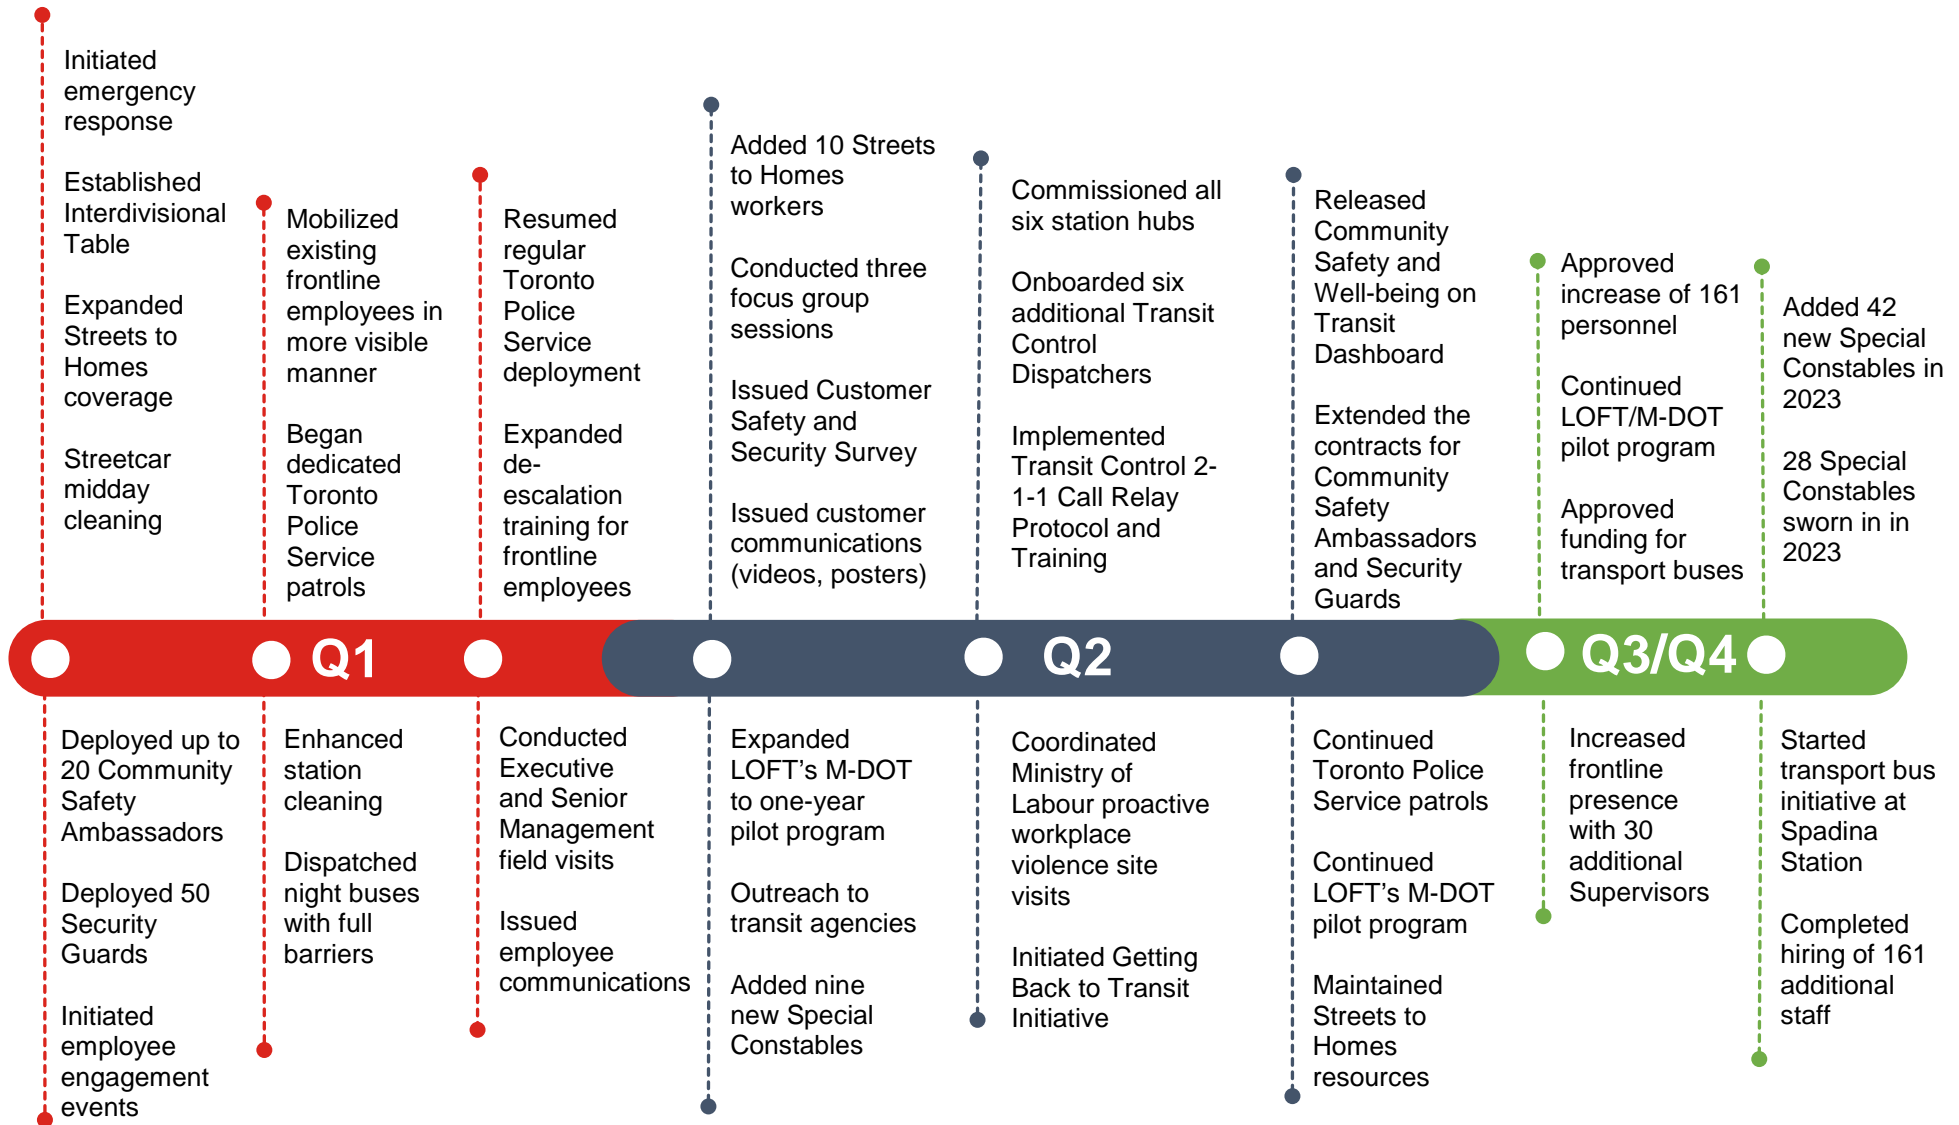 Initiated
emergency
response
Established
Interdivisional
Table
Expanded
Streets to
Homes
coverage
Streetcar
midday
cleaning
Mobilized
existing
frontline
employees in
more visible
manner
Began
dedicated
Toronto
Police
Service
patrols
Resumed
regular
Toronto
Police
Service
deployment
Expanded
de-
escalation
training for
frontline
employees
Added 10 Streets
to Homes
workers
Conducted three
focus group
sessions
Issued Customer
Safety and
Security Survey
Issued customer
communications
(videos, posters)
Commissioned all
six station hubs
Onboarded six
additional Transit
Control
Dispatchers
Implemented
Transit Control 2-
1-1 Call Relay
Protocol and
Training
Released
Community
Safety and
Well-being on
Transit
Dashboard
Extended the
contracts for
Community
Safety
Ambassadors
and Security
Guards
Approved
increase of 161
personnel
Continued
LOFT/M-DOT
pilot program
Approved
funding for
transport buses
Added 42
new Special
Constables in
2023
28 Special
Constables
sworn in in
2023
Q1
Q2
Q3/Q4
Deployed up to
20 Community
Safety
Ambassadors
Deployed 50
Security
Guards
Initiated
employee
engagement
events
Enhanced
station
cleaning
Dispatched
night buses
with full
barriers
Conducted
Executive
and Senior
Management
field visits
Issued
employee
communications
Expanded
LOFT’s M-DOT
to one-year
pilot program
Outreach to
transit agencies
Added nine
new Special
Constables
Coordinated
Ministry of
Labour proactive
workplace
violence site
visits
Initiated Getting
Back to Transit
Initiative
Continued
Toronto Police
Service patrols
Continued
LOFT’s M-DOT
pilot program
Maintained
Streets to
Homes
resources
Increased
frontline
presence
with 30
additional
Supervisors
Started
transport bus
initiative at
Spadina
Station
Completed
hiring of 161
additional
staff